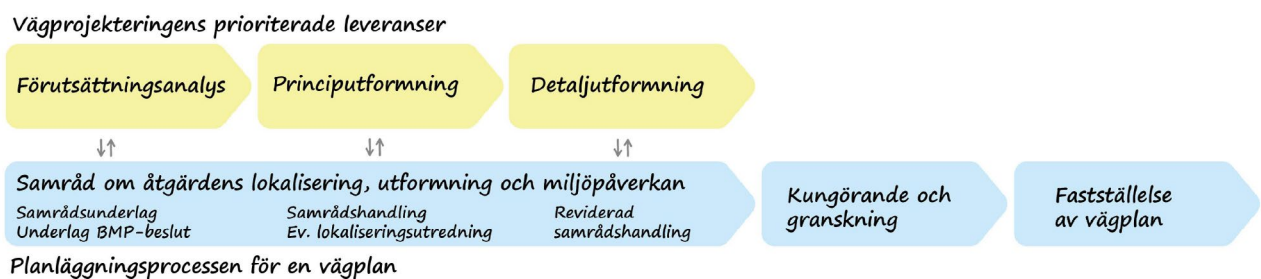 Vägprojekteringens prioriterade leveranser
Förutsättningsanalys
Principutformning
Detaljutformning
Samråd om åtgärdens lokalisering, utformning och miljöpåverkan
Samrådsunderlag
Underlag BMP-beslut
Samrådshandling
Ev. lokaliseringsutredning
Reviderad
samrådshandling
Kungörande och
granskning
Fastställelse
av vägplan
Planläggningsprocessen för en vägplan